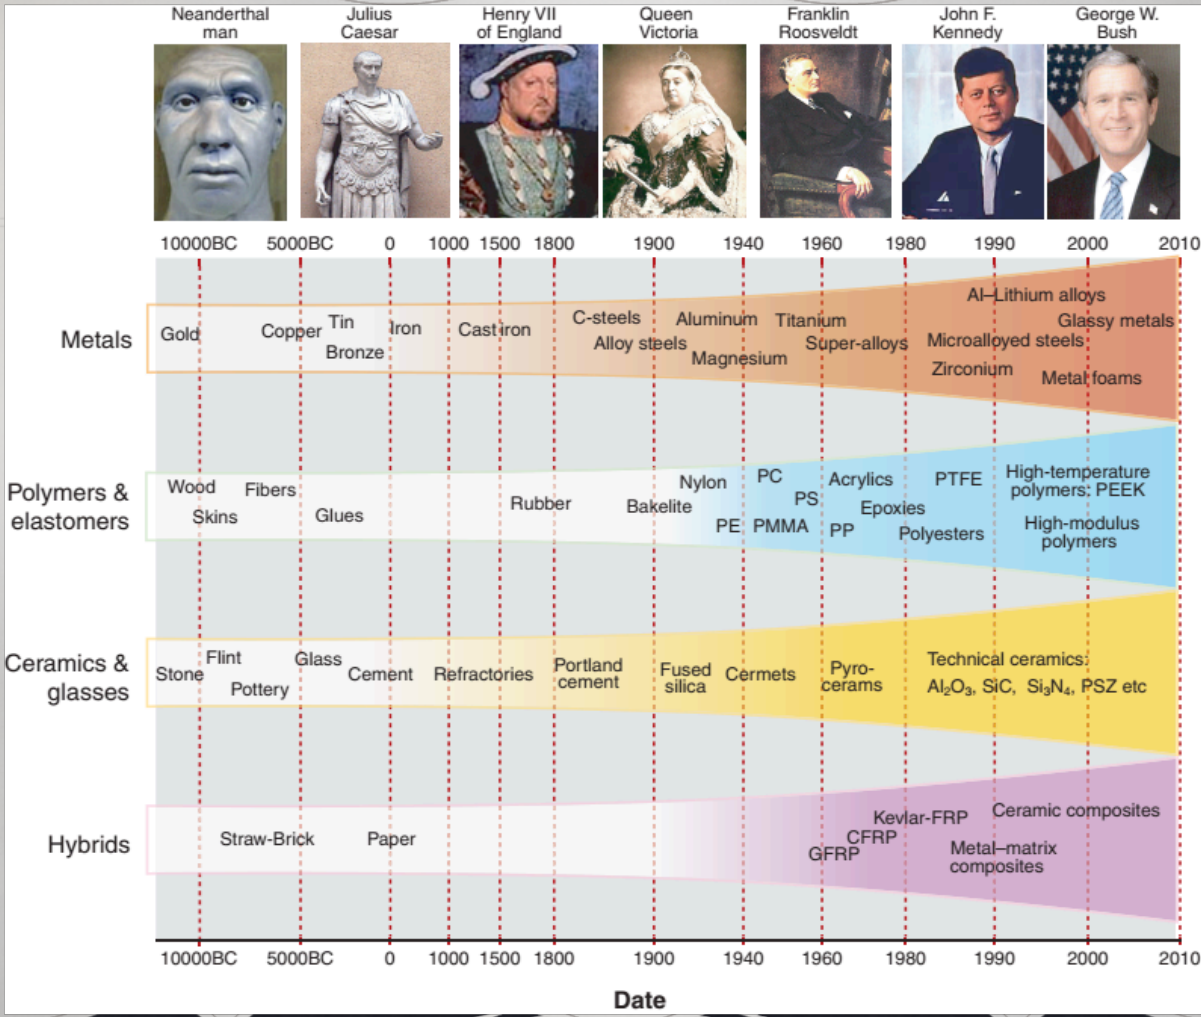 Neanderthal man
Julius Caesar
Henry VII of England
Queen Victoria
Franklin Roosveldt
John F. Kennedy
George W. Bush
10000BC 5000BC 0 1000 1500 1800 1900 1940 1960 1980 1990 2000 2010
Metals
Gold
Copper
Tin
Bronze
Iron
Cast iron
C-steels
Alloy steels
Aluminum
Magnesium
Titanium
Super-alloys
Al–Lithium alloys
Glassy metals
Microalloyed steels
Zirconium
Metal foams
Polymers &
elastomers
Wood
Skins
Fibers
Glues
Rubber
Bakelite
Nylon
PE
PC
PS
PMMA
Acrylics
Epoxies
PP
PTFE
Polyesters
High-temperature
polymers: PEEK
High-modulus
polymers
Ceramics &
glasses
Stone
Flint
Pottery
Glass
Cement
Refractories
Portland
cement
Fused
silica
Cermets
Pyro-
cerams
Technical ceramics:
Al₂O₃, SiC, Si₃N₄, PSZ etc
Hybrids
Straw-Brick
Paper
GFRP
CFRP
Kevlar-FRP
Ceramic composites
Metal–matrix
composites
10000BC 5000BC 0 1000 1500 1800 1900 1940 1960 1980 1990 2000 2010
Date